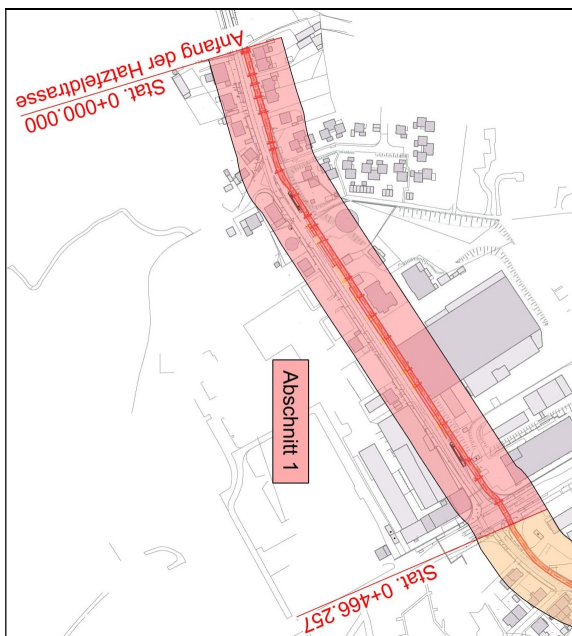 Anfang der Hatzfeldtrasse
Stat. 0+000.000
Abschnitt 1
Stat. 0+466.257